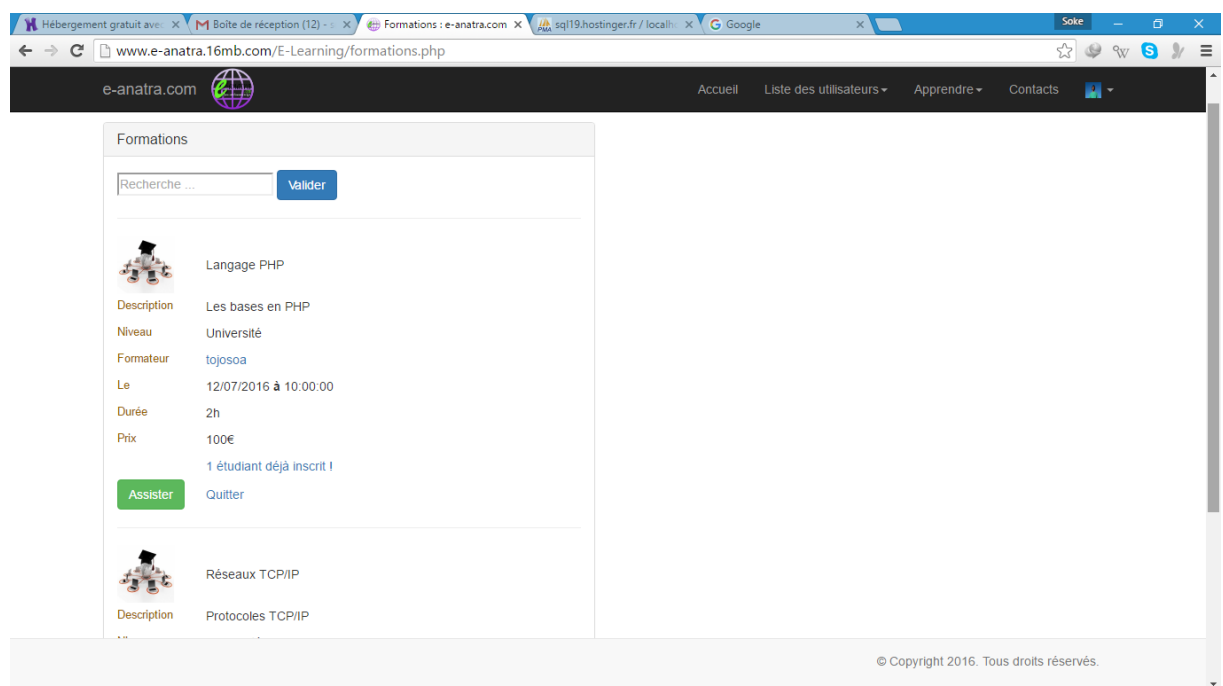 Hébergement gratuit avec
Boîte de réception (12) - s
Formations : e-anatra.com
sql19.hostinger.fr / localh
Google
Soke
www.e-anatra.16mb.com/E-Learning/formations.php
e-anatra.com
Accueil
Liste des utilisateurs
Apprendre
Contacts
Formations
Recherche ...
Valider
Langage PHP
Description Les bases en PHP
Niveau Université
Formateur tojosoa
Le 12/07/2016 à 10:00:00
Durée 2h
Prix 100€
1 étudiant déjà inscrit !
Assister Quitter
Réseaux TCP/IP
Description Protocoles TCP/IP
© Copyright 2016. Tous droits réservés.